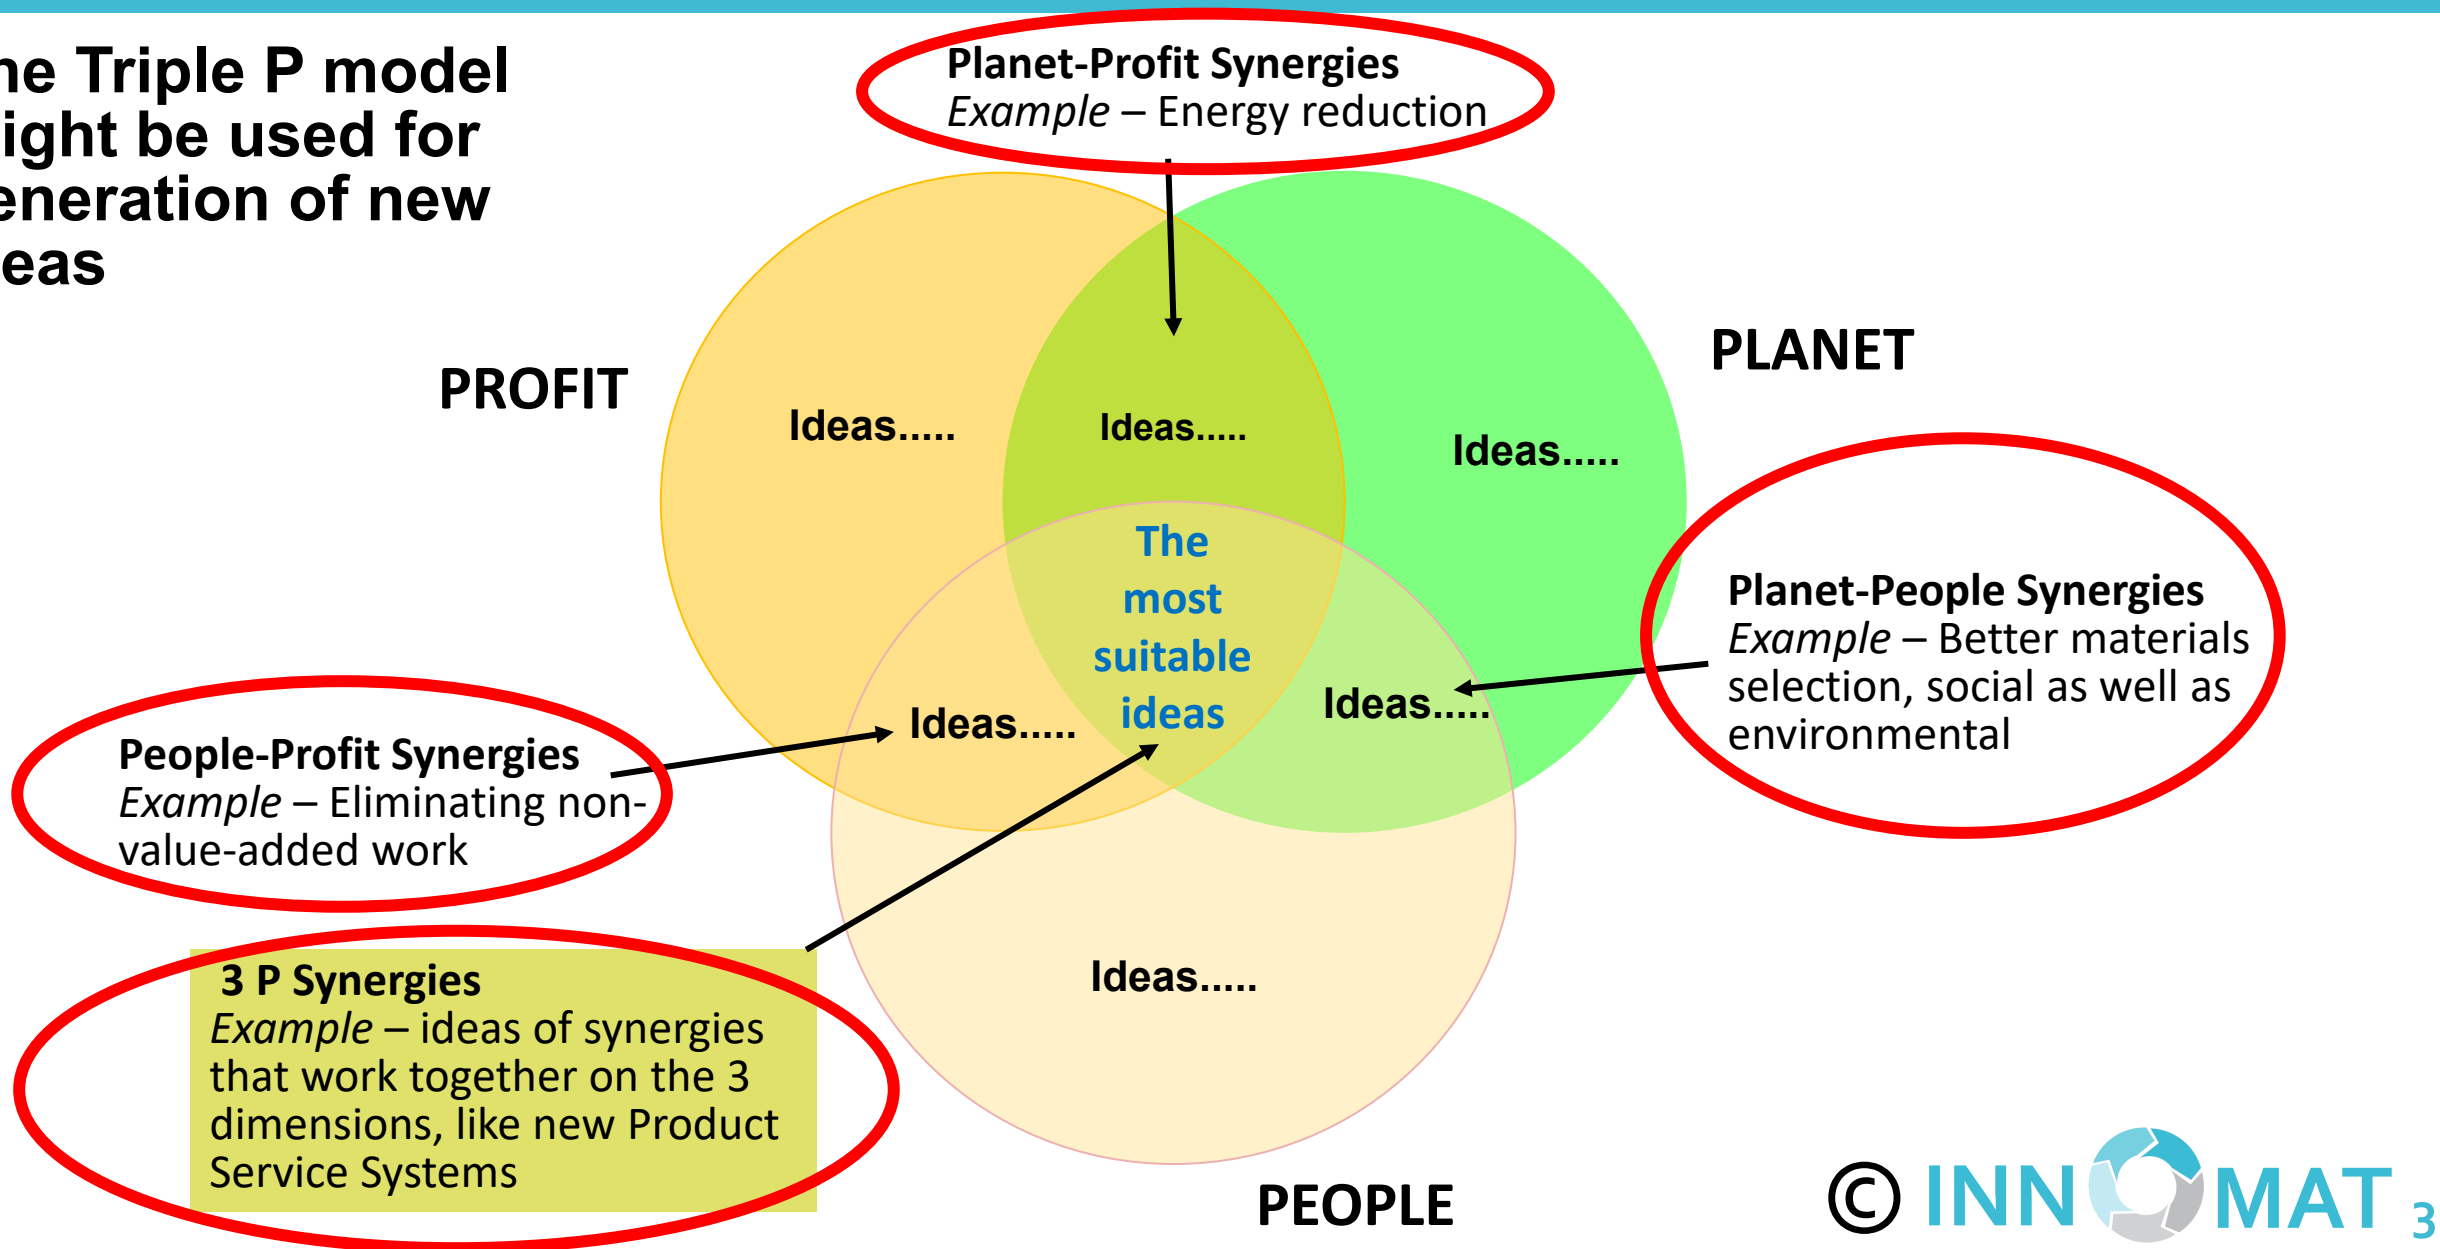 he Triple P model
ight be used for
eneration of new
eas
Planet-Profit Synergies
Example – Energy reduction
PROFIT
PLANET
Ideas.....
Ideas.....
Ideas.....
The
most
suitable
ideas
Planet-People Synergies
Example – Better materials
selection, social as well as
environmental
Ideas.....
Ideas.....
People-Profit Synergies
Example – Eliminating non-
value-added work
3 P Synergies
Example – ideas of synergies
that work together on the 3
dimensions, like new Product
Service Systems
Ideas.....
PEOPLE
© INNOMAT 3